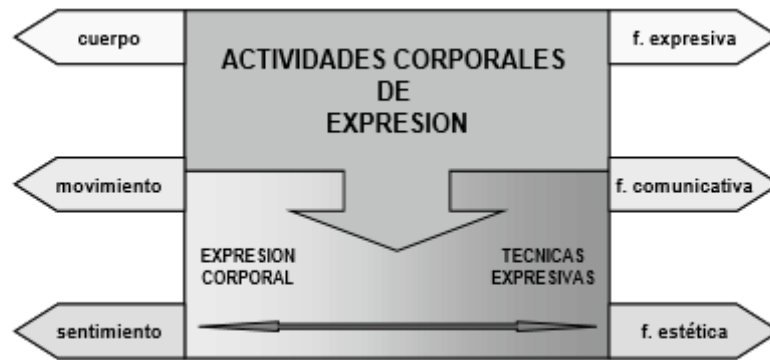 cuerpo
ACTIVIDADES CORPORALES
DE
EXPRESION
f. expresiva
movimiento
f. comunicativa
EXPRESION
CORPORAL
TECNICAS
EXPRESIVAS
sentimiento
f. estética